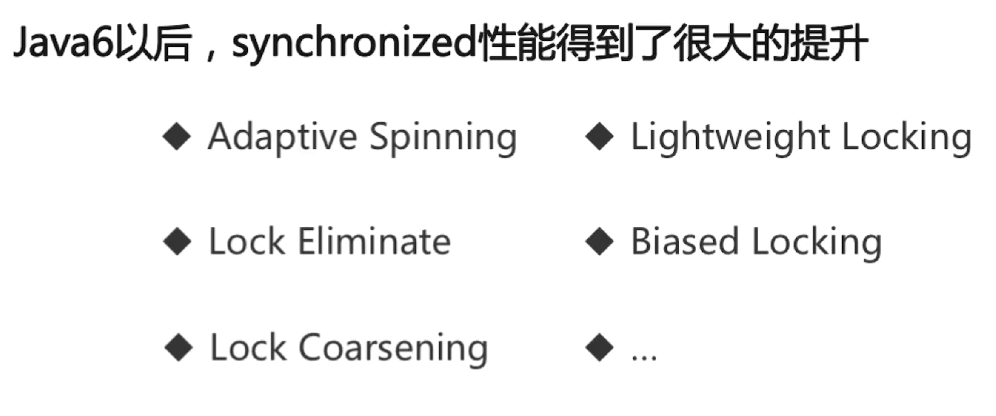 Java6以后，synchronized性能得到了很大的提升
◆ Adaptive Spinning ◆ Lightweight Locking
◆ Lock Eliminate ◆ Biased Locking
◆ Lock Coarsening ◆ ...